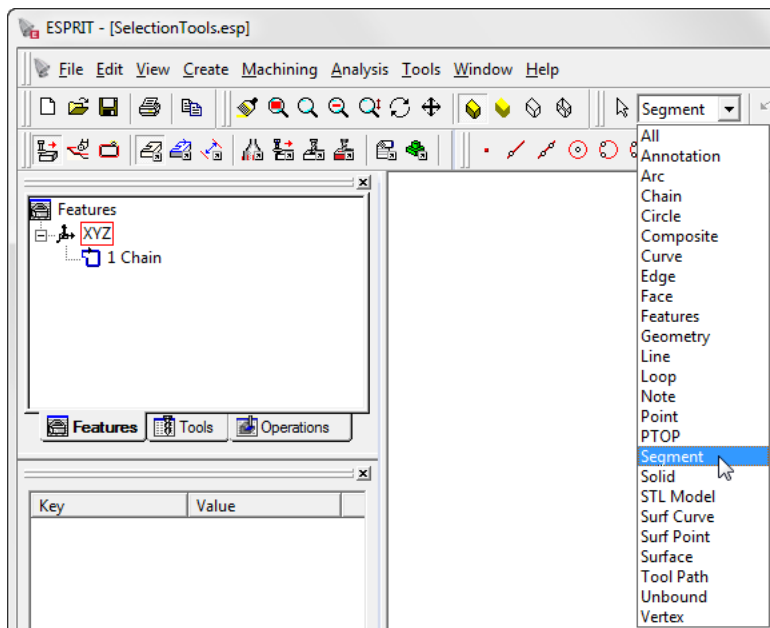 ESPRIT - [SelectionTools.esp]
File Edit View Create Machining Analysis Tools Window Help
Segment
All
Annotation
Arc
Chain
Circle
Composite
Curve
Edge
Face
Features
Geometry
Line
Loop
Note
Point
PTOP
Segment
Solid
STL Model
Surf Curve
Surf Point
Surface
Tool Path
Unbound
Vertex
Features
XYZ
1 Chain
Features Tools Operations
Key Value